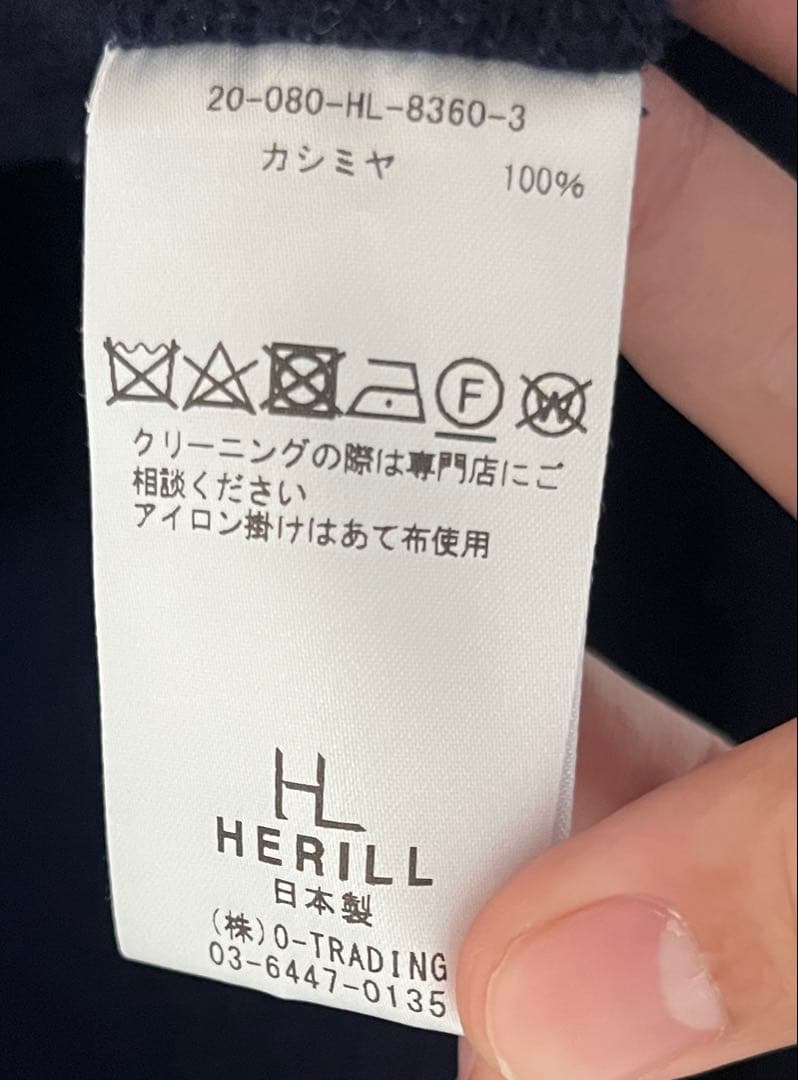 20-080-HL-8360-3
カシミヤ 100%
F W
クリーニングの際は専門店にご
相談ください
アイロン掛けはあて布使用
HL
HERILL
日本製
(株)O-TRADING
03-6447-0135